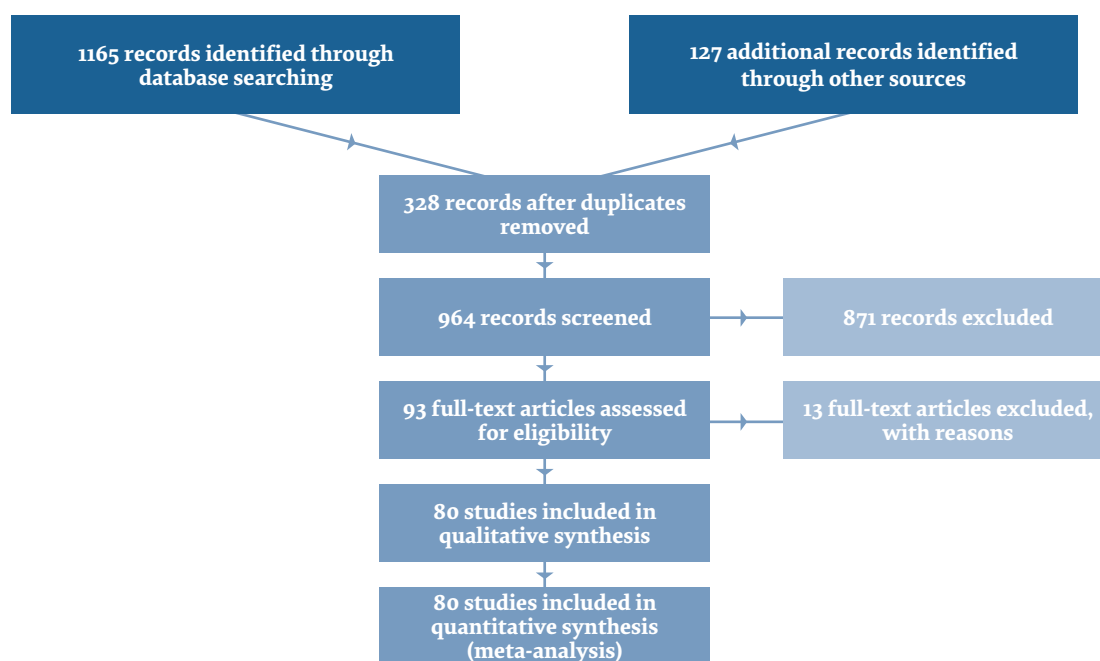 1165 records identified through
database searching
127 additional records identified
through other sources
328 records after duplicates
removed
964 records screened
871 records excluded
93 full-text articles assessed
for eligibility
13 full-text articles excluded,
with reasons
80 studies included in
qualitative synthesis
80 studies included in
quantitative synthesis
(meta-analysis)